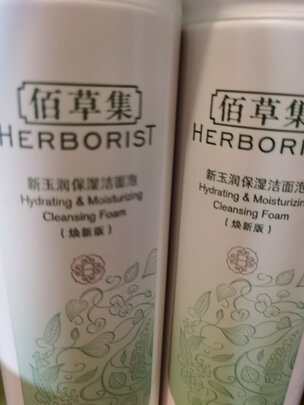 佰草集
HERBORIST
新玉润保湿洁面泡
Hydrating & Moisturizing
Cleansing Foam
（焕新版）
佰草集
HERBORIS
新玉润保湿洁面泡
Hydrating & Moisturizing
Cleansing Foam
（焕新版）